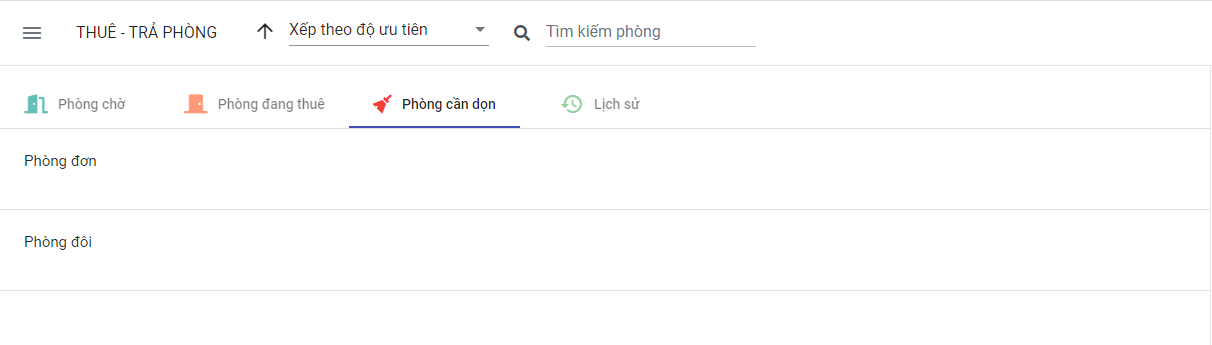 THUÊ - TRẢ PHÒNG
Xếp theo độ ưu tiên
Tìm kiếm phòng
Phòng chờ
Phòng đang thuê
Phòng cần dọn
Lịch sử
Phòng đơn
Phòng đôi